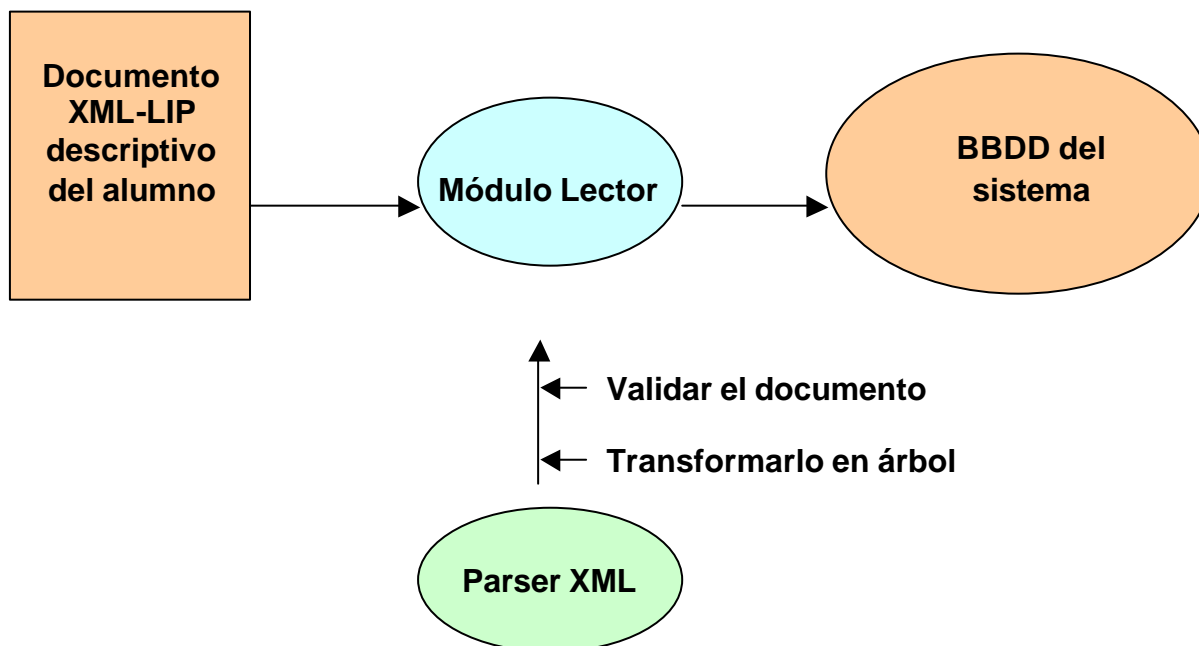 Documento
XML-LIP
descriptivo
del alumno
Módulo Lector
BBDD del
sistema
Validar el documento
Transformarlo en árbol
Parser XML